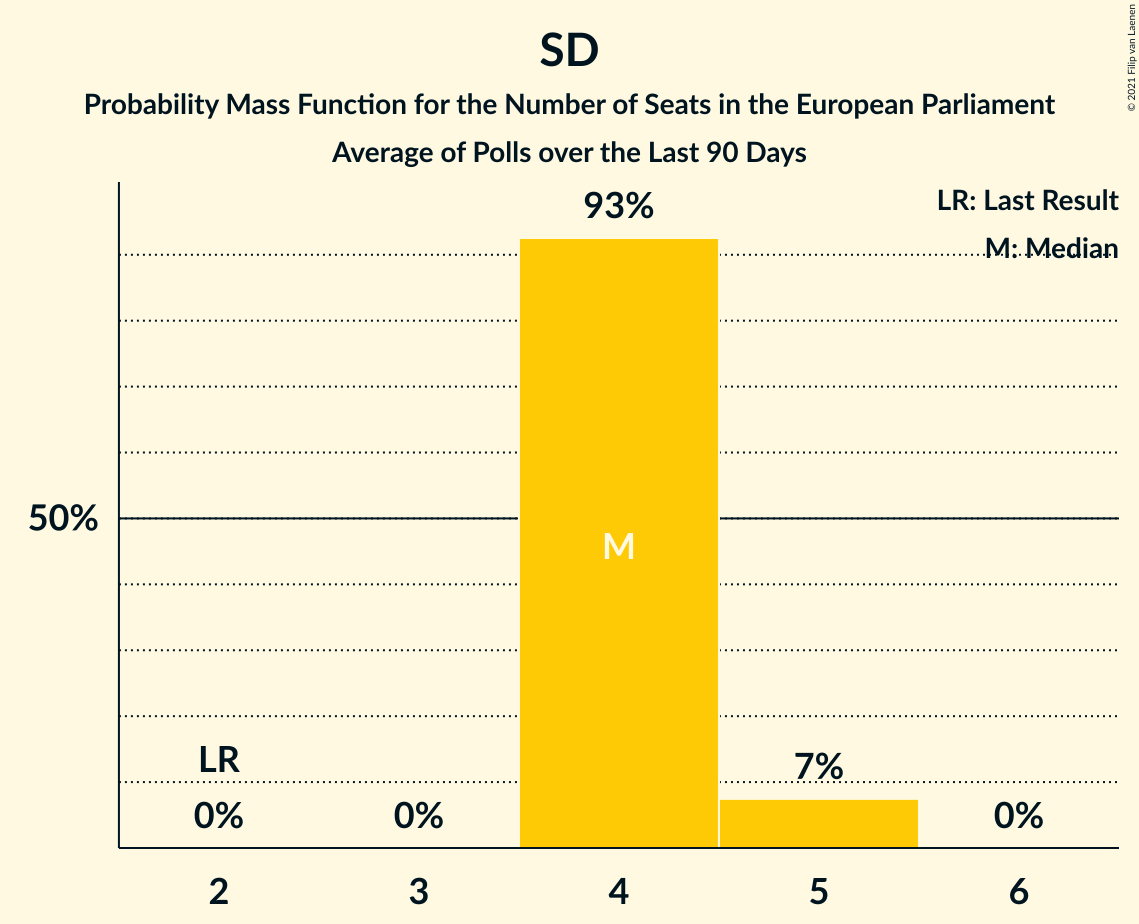 SD
Probability Mass Function for the Number of Seats in the European Parliament
Average of Polls over the Last 90 Days
© 2021 Filip van Laenen
LR: Last Result
M: Median
93%
50%
M
LR
7%
0%
0%
0%
2
3
4
5
6